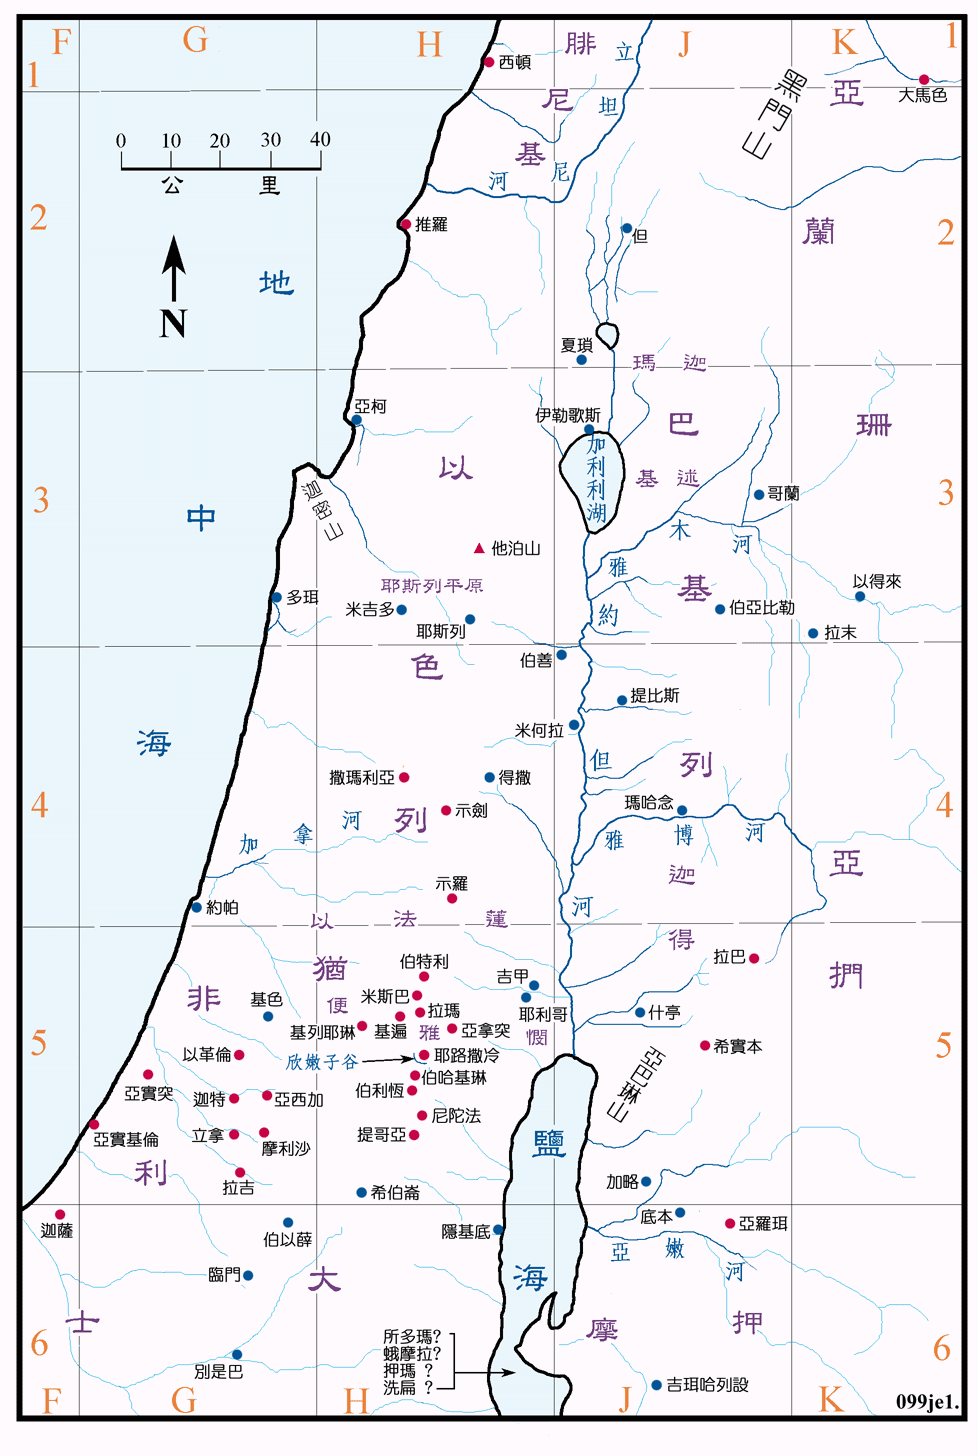 F G H J K
1 1
西頓
腓尼基
立坦尼河
黑門山
亞蘭
大馬色
0 10 20 30 40
公里
2 2
推羅
但
N
地中海
夏瑣
瑪迦
亞柯
伊勒歌斯
巴珊
加利利湖
基述
哥蘭
3 3
迦密山
以色列
他泊山
雅木河
耶斯列平原
多珥
米吉多
耶斯列
約但河
基列
伯亞比勒
以得來
拉末
伯善
提比斯
米何拉
撒瑪利亞
得撒
瑪哈念
4 4
加拿河
示劍
雅博河
示羅
迦得
亞捫
約帕
以法蓮
拉巴
非利士
猶大
伯特利
吉甲
便雅憫
米斯巴
耶利哥
基色
拉瑪
基列耶琳
基遍
亞拿突
什亭
5 5
以革倫
欣嫩子谷
耶路撒冷
希實本
亞巴琳山
亞實突
伯哈基琳
迦特
亞西加
伯利恆
尼陀法
亞實基倫
立拿
摩利沙
提哥亞
鹽海
拉吉
希伯崙
加略
迦薩
伯以薛
隱基底
底本
亞羅珥
亞嫩河
臨門
摩押
6 6
所多瑪?
蛾摩拉?
押瑪 ?
洗扁 ?
別是巴
吉珥哈列設
F G H J K
099je1.